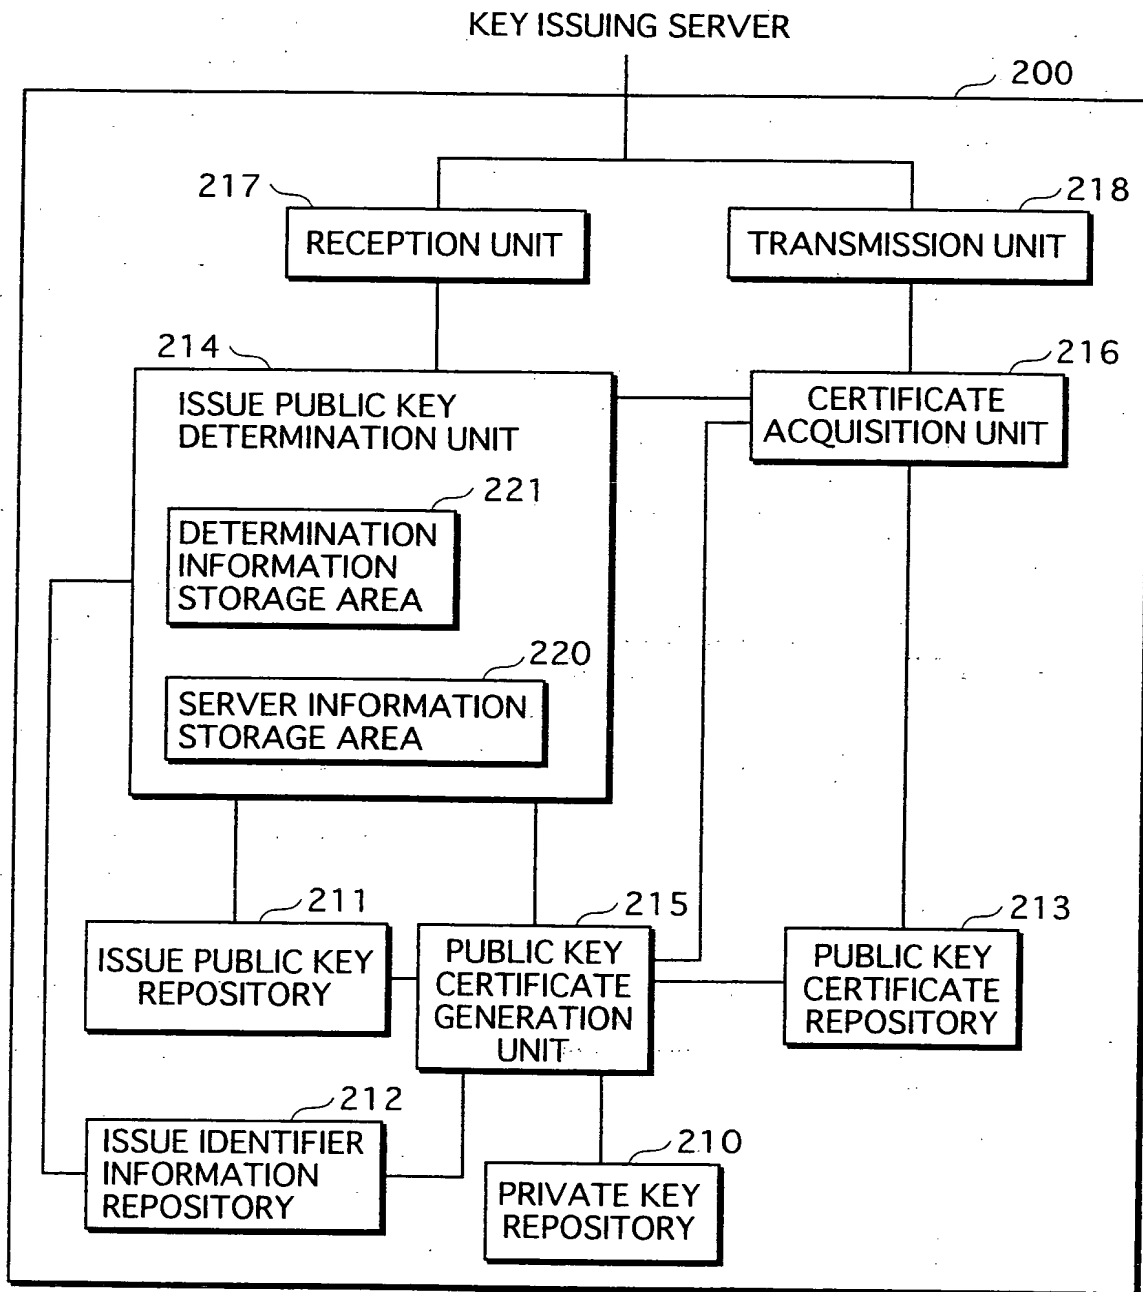 KEY ISSUING SERVER
200
217
218
RECEPTION UNIT
TRANSMISSION UNIT
214
216
ISSUE PUBLIC KEY
DETERMINATION UNIT
CERTIFICATE
ACQUISITION UNIT
221
DETERMINATION
INFORMATION
STORAGE AREA
220
SERVER INFORMATION
STORAGE AREA
211
215
213
ISSUE PUBLIC KEY
REPOSITORY
PUBLIC KEY
CERTIFICATE
GENERATION
UNIT
PUBLIC KEY
CERTIFICATE
REPOSITORY
212
210
ISSUE IDENTIFIER
INFORMATION
REPOSITORY
PRIVATE KEY
REPOSITORY